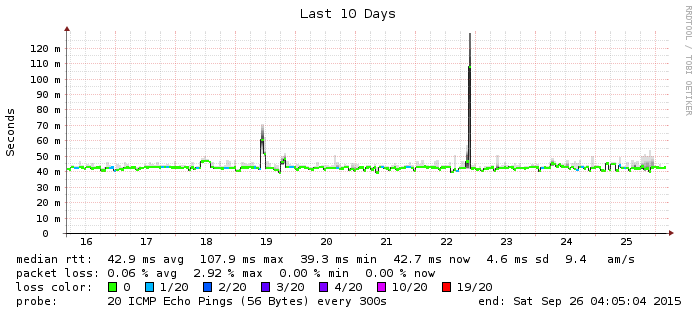 Last 10 Days
RRDTOOL / TOBI OETIKER
Seconds
120 m
110 m
100 m
90 m
80 m
70 m
60 m
50 m
40 m
30 m
20 m
10 m
0
16 17 18 19 20 21 22 23 24 25
median rtt: 42.9 ms avg 107.9 ms max 39.3 ms min 42.7 ms now 4.6 ms sd 9.4 am/s
packet loss: 0.06 % avg 2.92 % max 0.00 % min 0.00 % now
loss color: 0 1/20 2/20 3/20 4/20 10/20 19/20
probe: 20 ICMP Echo Pings (56 Bytes) every 300s end: Sat Sep 26 04:05:04 2015